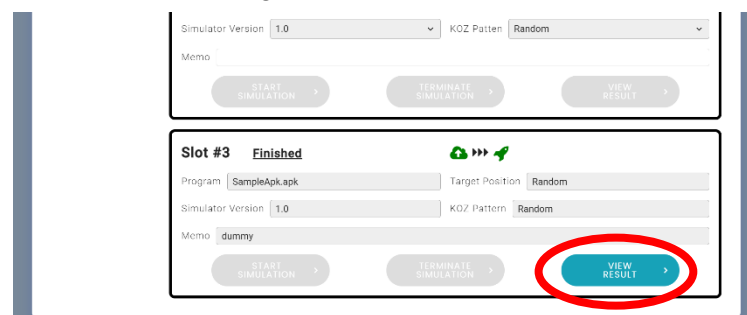 Simulator Version 1.0 KOZ Patten Random
Memo
START SIMULATION TERMINATE SIMULATION VIEW RESULT
Slot #3 Finished
Program SampleApk.apk Target Position Random
Simulator Version 1.0 KOZ Pattern Random
Memo dummy
START SIMULATION TERMINATE SIMULATION VIEW RESULT